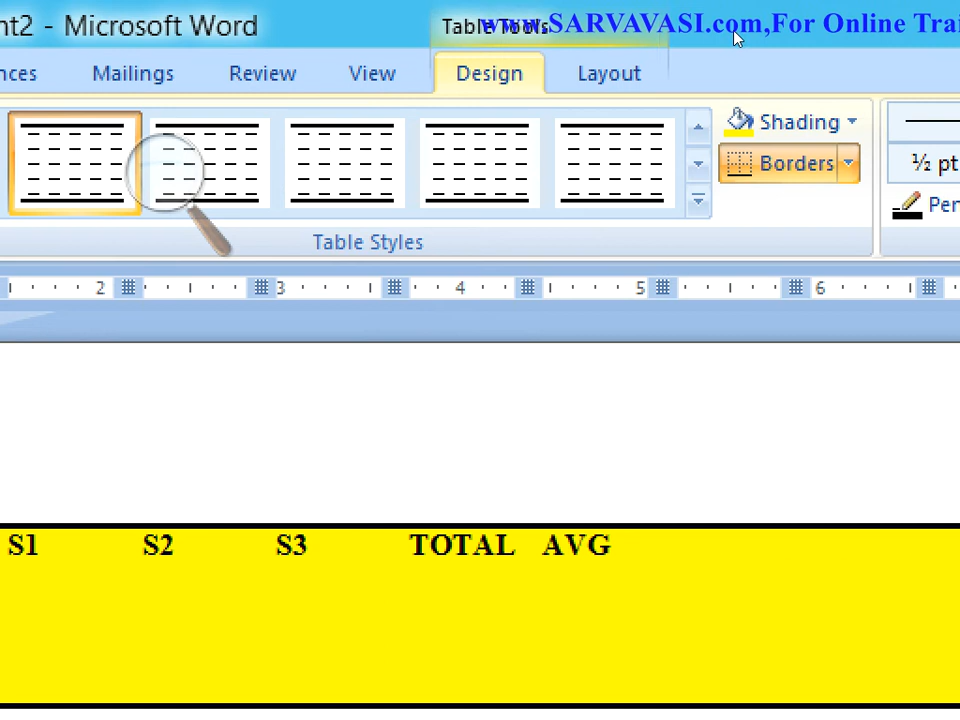 nt2 - Microsoft Word
Table Tools
www.SARVAVASI.com,For Online Trai
nces Mailings Review View Design Layout
Shading
Borders
½ pt
Pen
Table Styles
2 3 4 5 6
S1 S2 S3 TOTAL AVG